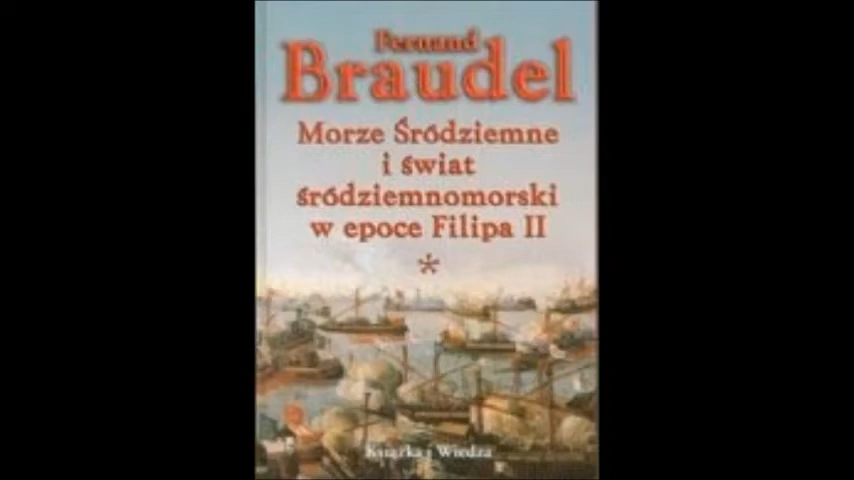 Fernand
Braudel
Morze Śródziemne
i świat
śródziemnomorski
w epoce Filipa II
*
Książka i Wiedza